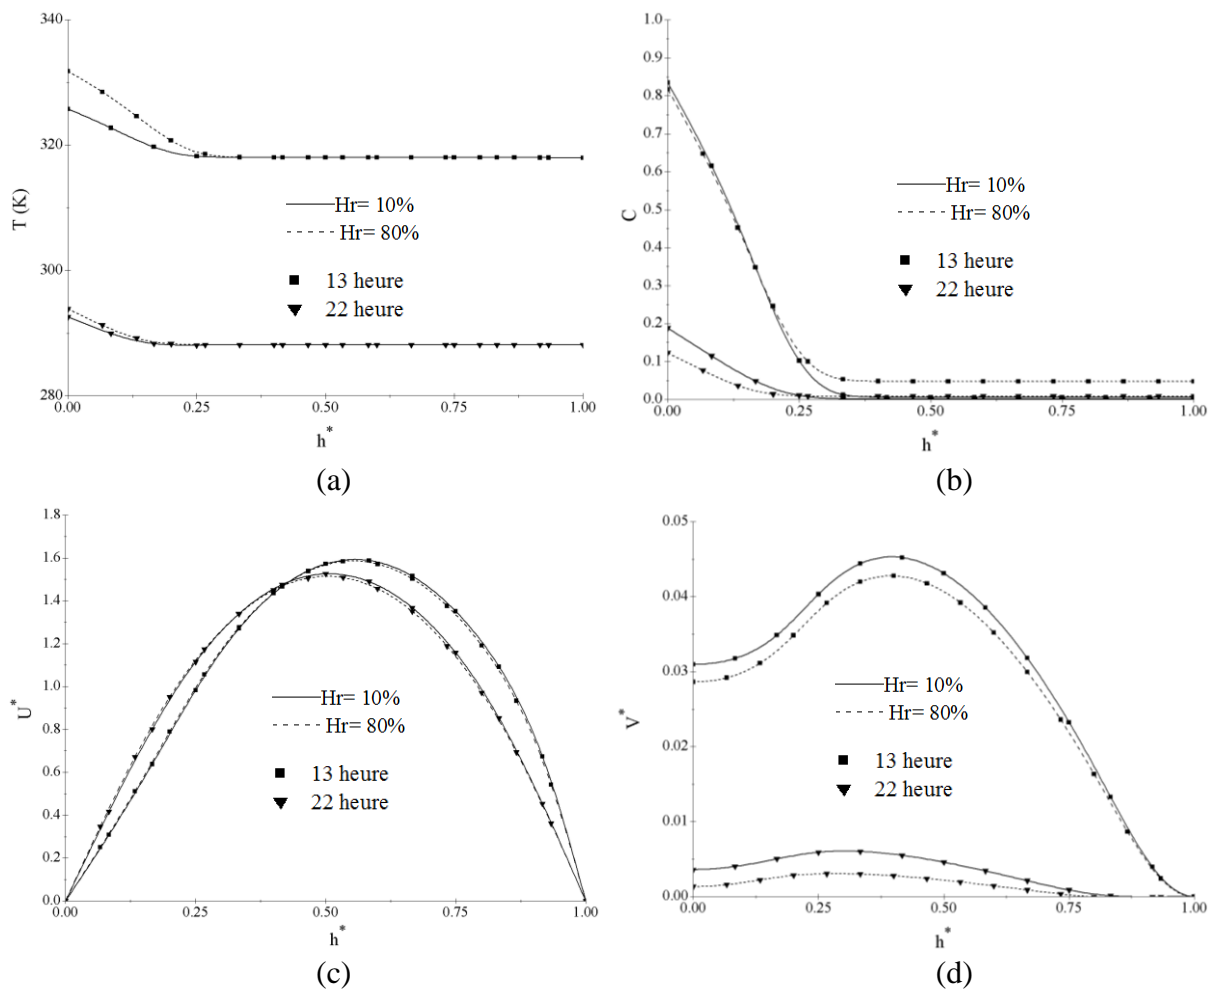 340
320
300
280
T (K)
Hr= 10%
Hr= 80%
13 heure
22 heure
0.00 0.25 0.50 0.75 1.00
h*
(a)
1.0
0.9
0.8
0.7
0.6
0.5
0.4
0.3
0.2
0.1
0.0
C
Hr= 10%
Hr= 80%
13 heure
22 heure
0.00 0.25 0.50 0.75 1.00
h*
(b)
1.8
1.6
1.4
1.2
1.0
0.8
0.6
0.4
0.2
0.0
U*
Hr= 10%
Hr= 80%
13 heure
22 heure
0.00 0.25 0.50 0.75 1.00
h*
(c)
0.05
0.04
0.03
0.02
0.01
0.00
V*
Hr= 10%
Hr= 80%
13 heure
22 heure
0.00 0.25 0.50 0.75 1.00
h*
(d)